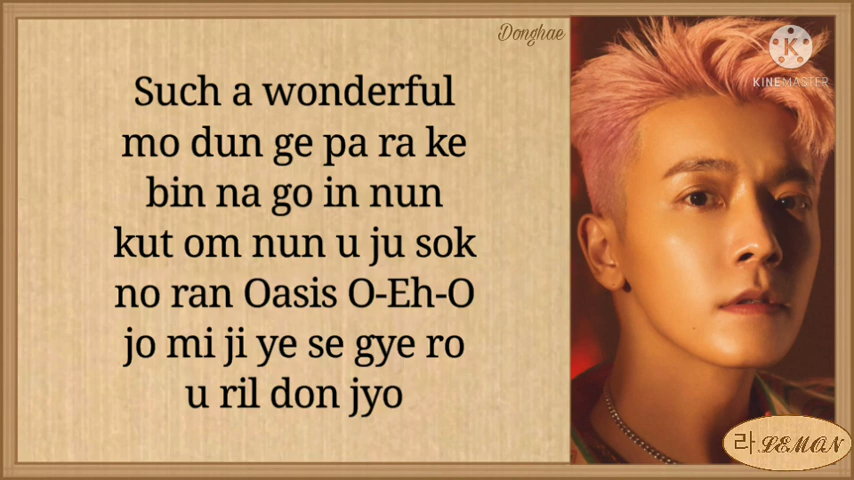 Donghae
K
KINEMASTER
Such a wonderful
mo dun ge pa ra ke
bin na go in nun
kut om nun u ju sok
no ran Oasis O-Eh-O
jo mi ji ye se gye ro
u ril don jyo
라 LEMON